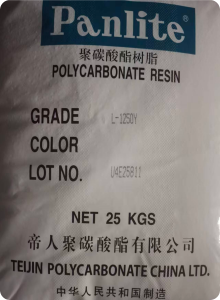 Panlite®
聚碳酸酯树脂
POLYCARBONATE RESIN
GRADE L-1250Y
COLOR
LOT NO. U4E25811
NET 25 KGS
帝人聚碳酸酯有限公司
TEIJIN POLYCARBONATE CHINA LTD.
中华人民共和国制造